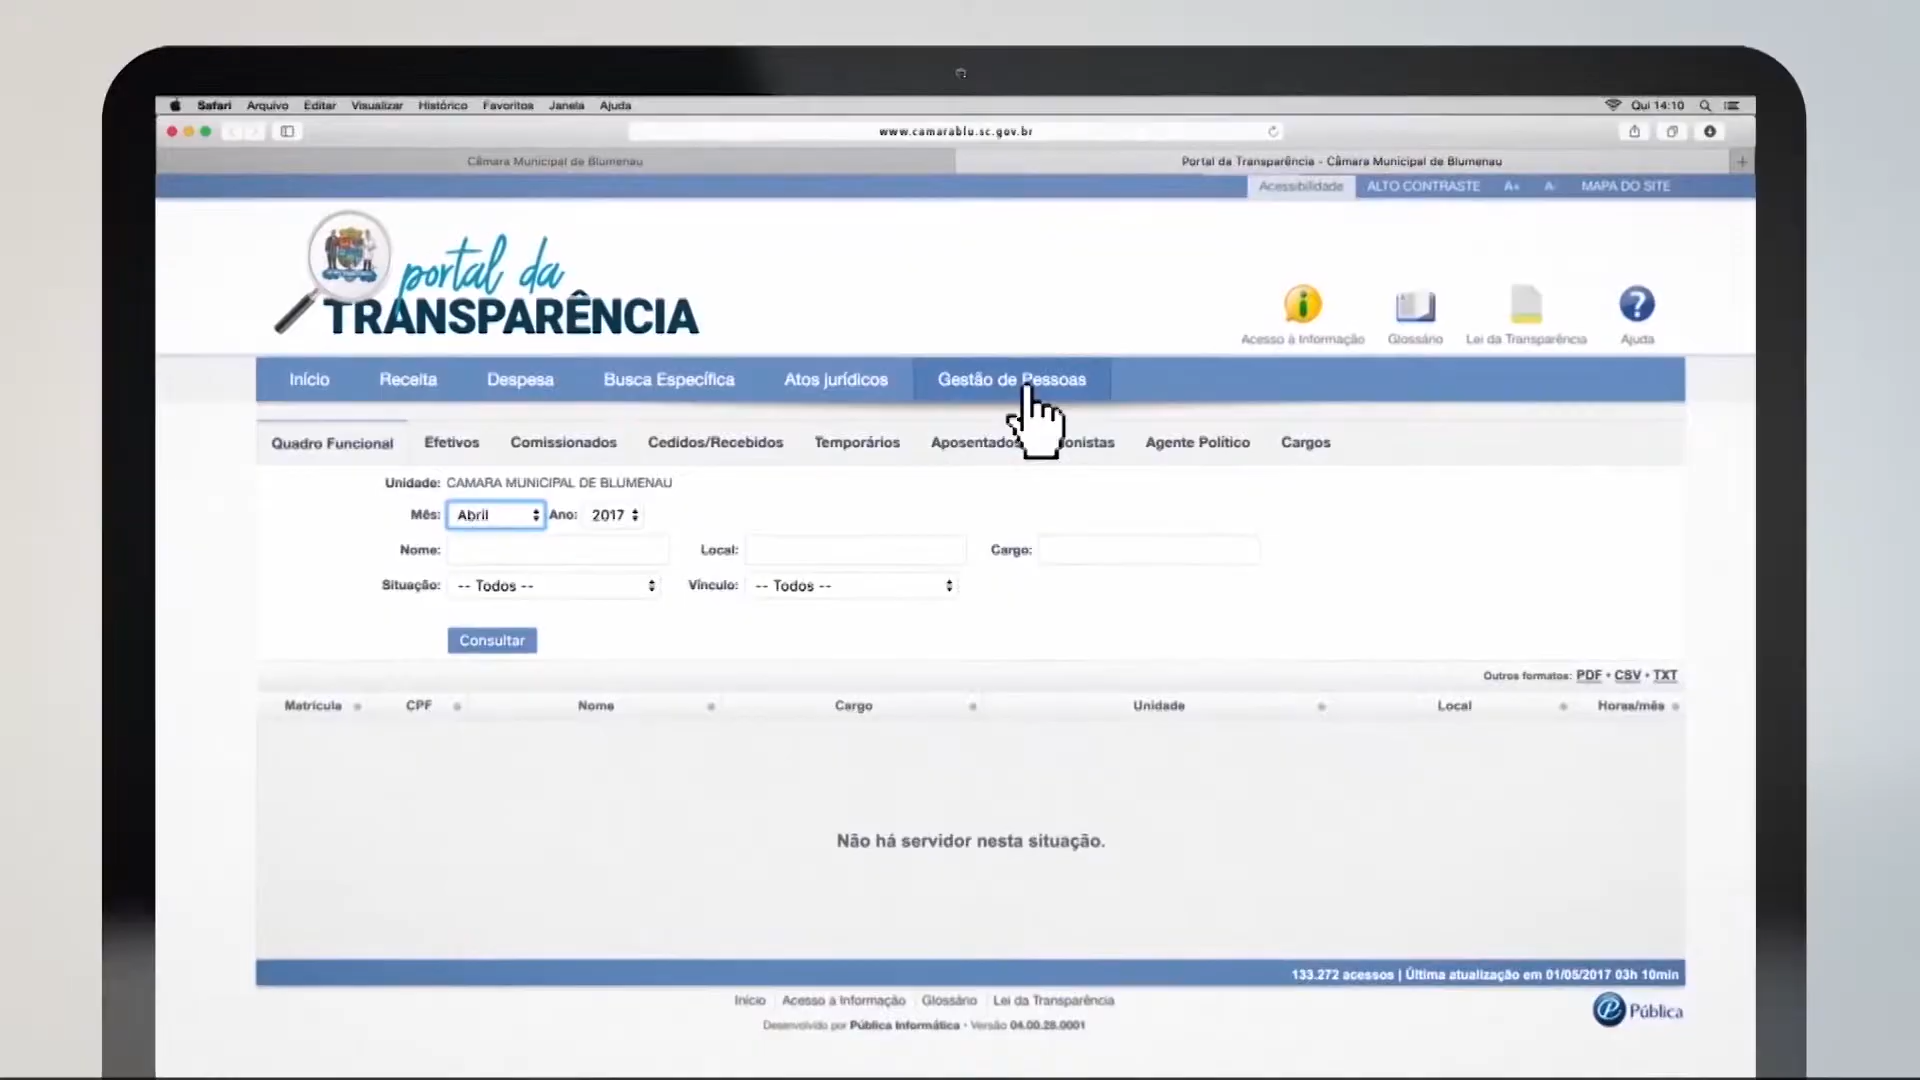 Safari Arquivo Editar Visualizar Histórico Favoritos Janela Ajuda Qui 14:10
www.camarablu.sc.gov.br
Câmara Municipal de Blumenau Portal da Transparência - Câmara Municipal de Blumenau
Acessibilidade ALTO CONTRASTE A+ A- MAPA DO SITE
portal da
TRANSPARÊNCIA
Acesso à Informação Glossário Lei da Transparência Ajuda
Início Receita Despesa Busca Específica Atos jurídicos Gestão de Pessoas
Quadro Funcional Efetivos Comissionados Cedidos/Recebidos Temporários Aposentados onistas Agente Político Cargos
Unidade: CAMARA MUNICIPAL DE BLUMENAU
Mês: Abril Ano: 2017
Nome: Local: Cargo:
Situação: -- Todos -- Vínculo: -- Todos --
Consultar
Outros formatos: PDF • CSV • TXT
Matrícula CPF Nome Cargo Unidade Local Horas/mês
Não há servidor nesta situação.
133.272 acessos | Última atualização em 01/05/2017 03h 10min
Início Acesso à Informação Glossário Lei da Transparência
Desenvolvido por Pública Informática • Versão 04.00.28.0001
Pública